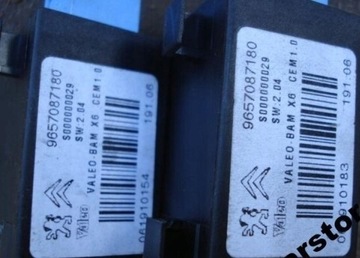 9657087180
S000000029
SW:2.04
VALEO-BAM X6 CEM1.0
191.06
Valeo
061910154
9657087180
S000000029
SW:2.04
VALEO-BAM X6 CEM1.0
191.06
061910183